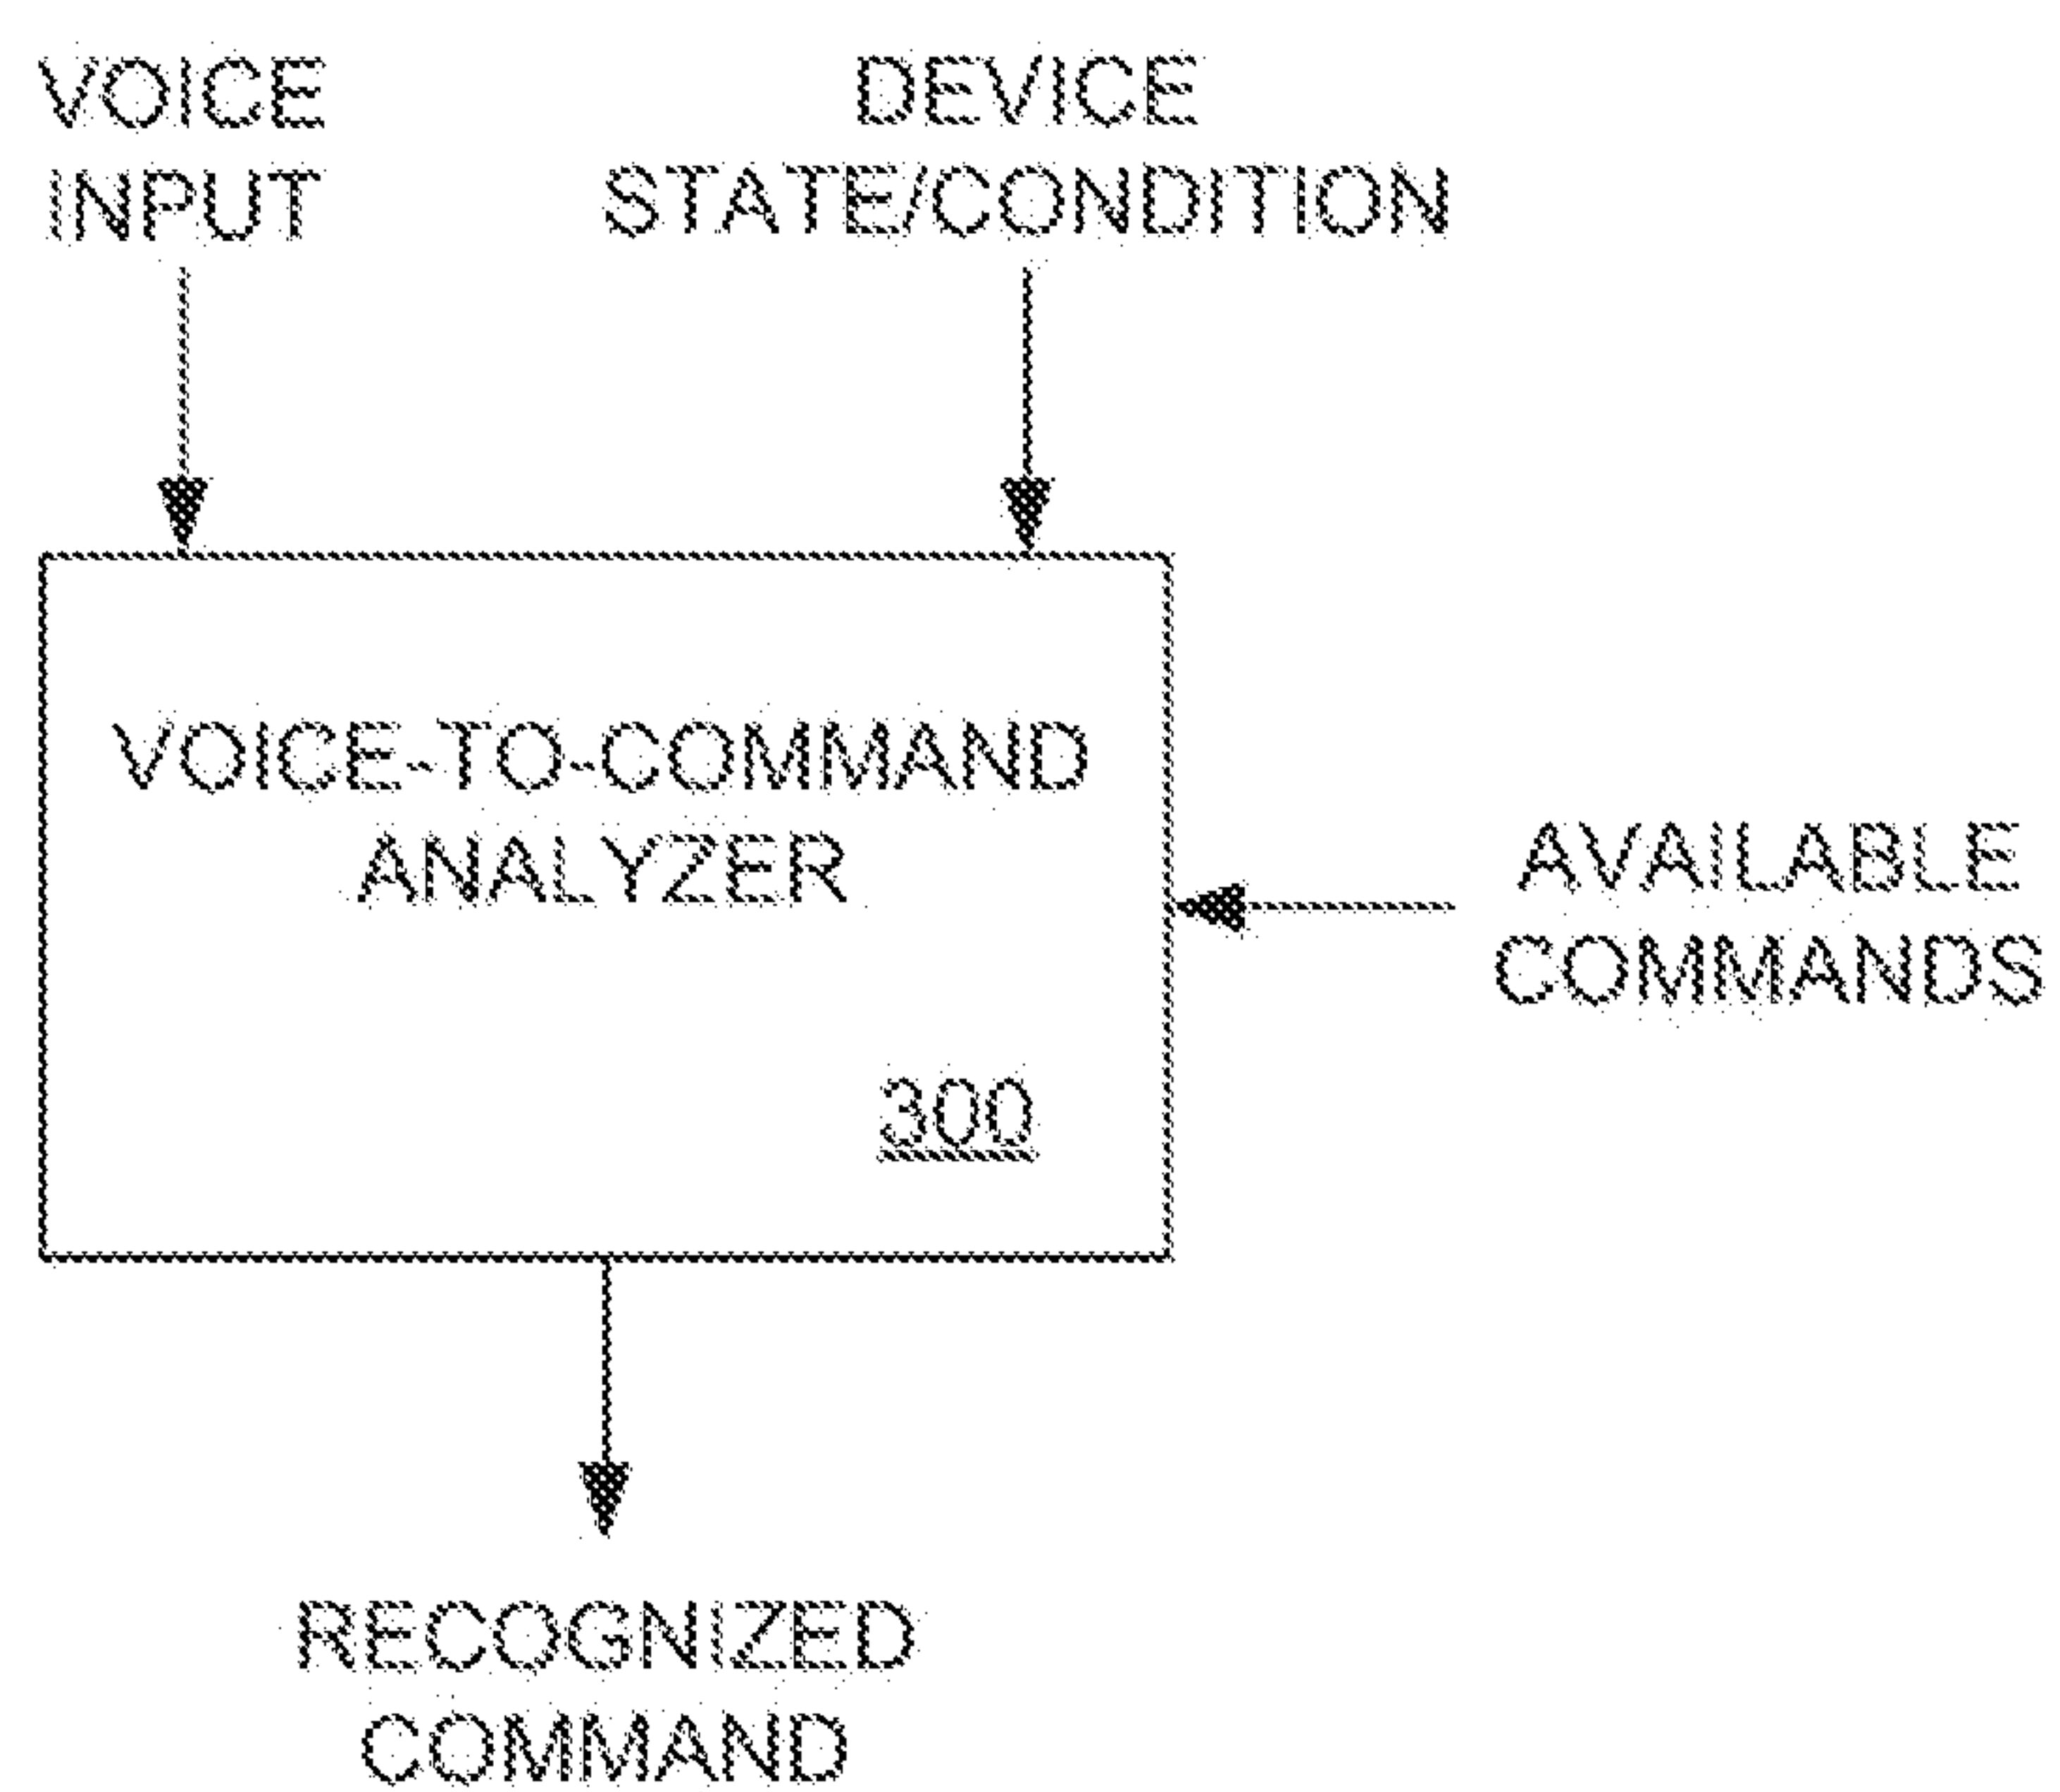 VOICE
INPUT
DEVICE
STATE/CONDITION
VOICE-TO-COMMAND
ANALYZER
300
AVAILABLE
COMMANDS
RECOGNIZED
COMMAND